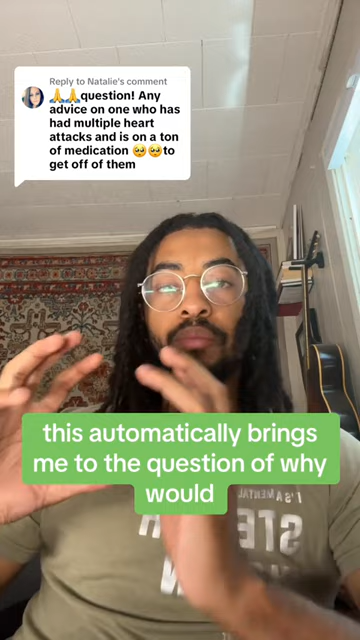 Reply to Natalie's comment
🙏🙏question! Any
advice on one who has
had multiple heart
attacks and is on a ton
of medication 🥺🥺to
get off of them
this automatically brings
me to the question of why
would